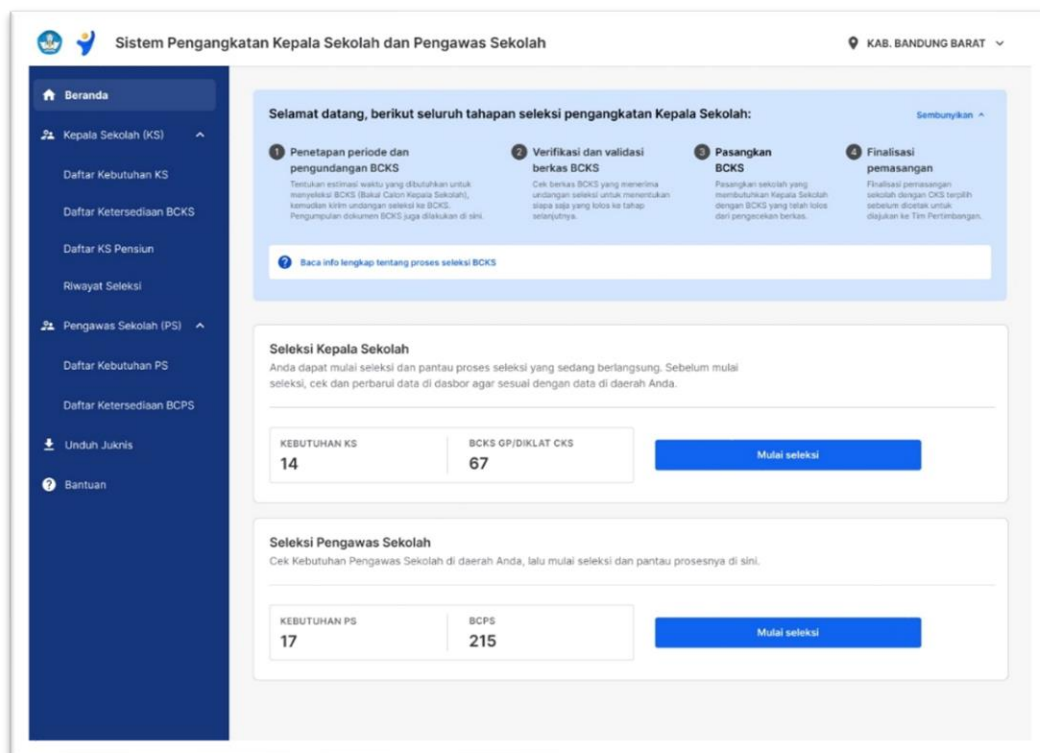 Sistem Pengangkatan Kepala Sekolah dan Pengawas Sekolah
KAB. BANDUNG BARAT
Beranda
Kepala Sekolah (KS)
Daftar Kebutuhan KS
Daftar Ketersediaan BCKS
Daftar KS Pensiun
Riwayat Seleksi
Pengawas Sekolah (PS)
Daftar Kebutuhan PS
Daftar Ketersediaan BCPS
Unduh Juknis
Bantuan
Selamat datang, berikut seluruh tahapan seleksi pengangkatan Kepala Sekolah:
Sembunyikan
1 Penetapan periode dan
pengundangan BCKS
Tentukan estimasi waktu yang dibutuhkan untuk
menyeleksi BCKS (Bakal Calon Kepala Sekolah),
kemudian kirim undangan seleksi ke BCKS.
Pengumpulan dokumen BCKS juga dilakukan di sini.
2 Verifikasi dan validasi
berkas BCKS
Cek berkas BCKS yang menerima
undangan seleksi untuk menentukan
siapa saja yang lolos ke tahap
selanjutnya.
3 Pasangkan
BCKS
Pasangkan sekolah yang
membutuhkan Kepala Sekolah
dengan BCKS yang telah lolos
dari pengecekan berkas.
4 Finalisasi
pemasangan
Finalisasi pemasangan
sekolah dengan CKS terpilih
sebelum dicetak untuk
diajukan ke Tim Pertimbangan.
? Baca info lengkap tentang proses seleksi BCKS
Seleksi Kepala Sekolah
Anda dapat mulai seleksi dan pantau proses seleksi yang sedang berlangsung. Sebelum mulai
seleksi, cek dan perbarui data di dasbor agar sesuai dengan data di daerah Anda.
KEBUTUHAN KS
14
BCKS GP/DIKLAT CKS
67
Mulai seleksi
Seleksi Pengawas Sekolah
Cek Kebutuhan Pengawas Sekolah di daerah Anda, lalu mulai seleksi dan pantau prosesnya di sini.
KEBUTUHAN PS
17
BCPS
215
Mulai seleksi